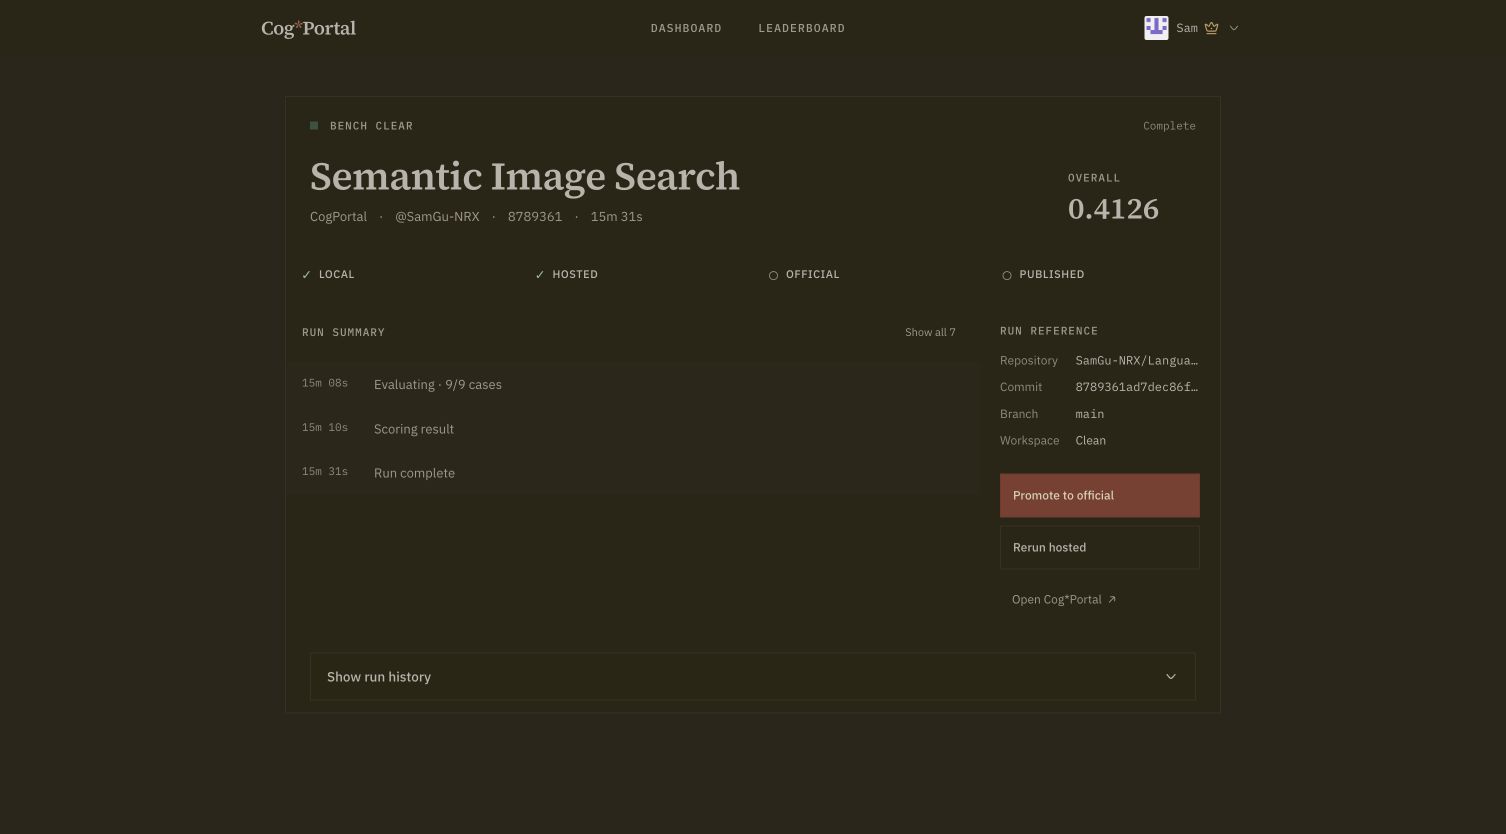 Cog*Portal
DASHBOARD LEADERBOARD
Sam
BENCH CLEAR
Complete
Semantic Image Search
CogPortal · @SamGu-NRX · 8789361 · 15m 31s
OVERALL
0.4126
✓ LOCAL
✓ HOSTED
○ OFFICIAL
○ PUBLISHED
RUN SUMMARY
Show all 7
15m 08s Evaluating · 9/9 cases
15m 10s Scoring result
15m 31s Run complete
RUN REFERENCE
Repository SamGu-NRX/Langua…
Commit 8789361ad7dec86f…
Branch main
Workspace Clean
Promote to official
Rerun hosted
Open Cog*Portal ↗
Show run history